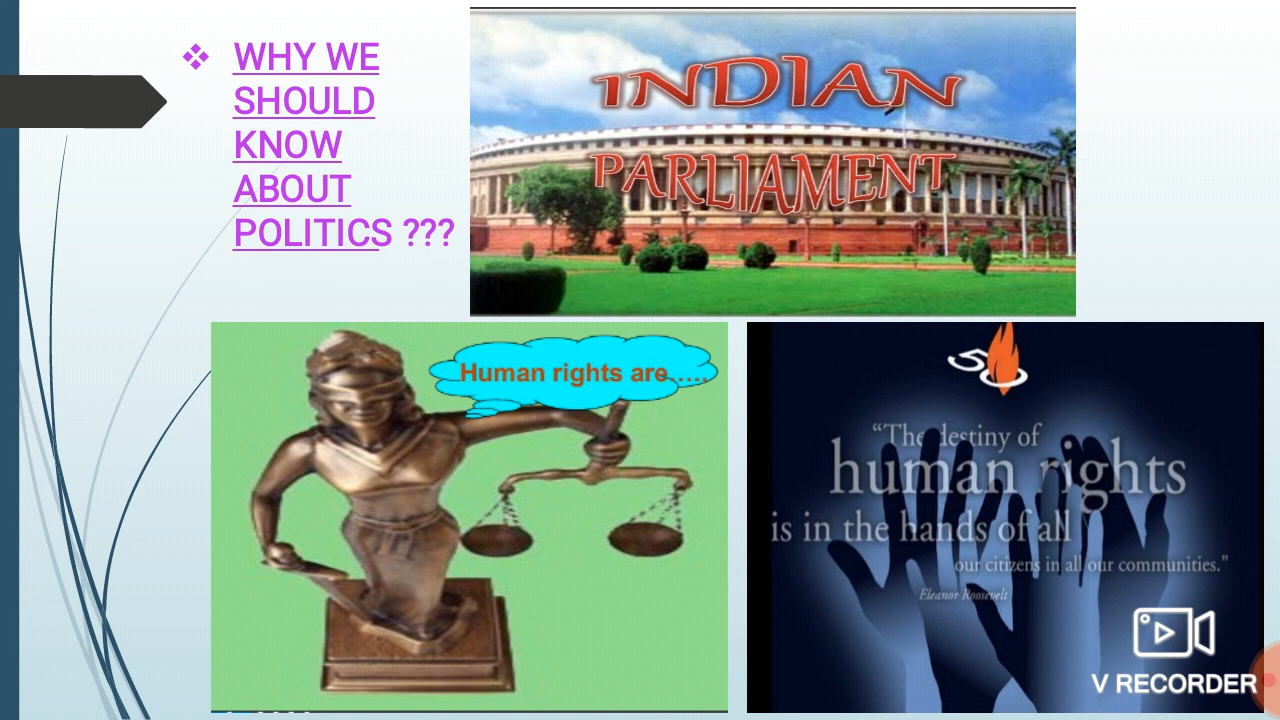 WHY WE
SHOULD
KNOW
ABOUT
POLITICS ???
INDIAN
PARLIAMENT
Human rights are.....
50
“The destiny of
human rights
is in the hands of all
our citizens in all our communities.”
Eleanor Roosevelt
V RECORDER